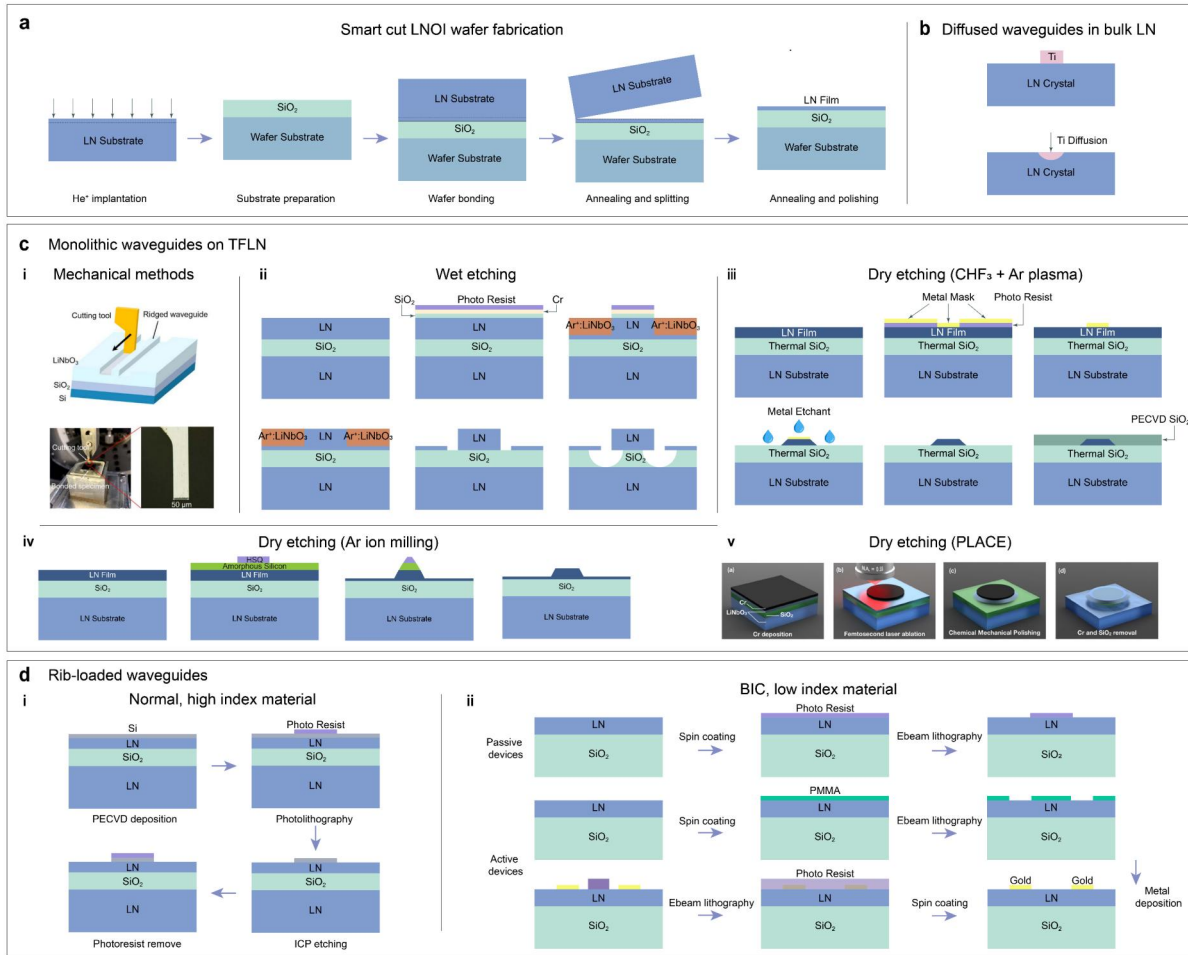 a
Smart cut LNOI wafer fabrication
LN Substrate
He⁺ implantation
SiO₂
Wafer Substrate
Substrate preparation
LN Substrate
SiO₂
Wafer Substrate
Wafer bonding
LN Substrate
SiO₂
Wafer Substrate
Annealing and splitting
LN Film
SiO₂
Wafer Substrate
Annealing and polishing
b
Diffused waveguides in bulk LN
Ti
LN Crystal
Ti Diffusion
LN Crystal
c
Monolithic waveguides on TFLN
i
Mechanical methods
Cutting tool
Ridged waveguide
LiNbO₃
SiO₂
Si
Cutting tool
Bonded specimen
50 μm
ii
Wet etching
LN
SiO₂
LN
SiO₂
Photo Resist
Cr
LN
SiO₂
LN
Ar⁺:LiNbO₃
LN
Ar⁺:LiNbO₃
SiO₂
LN
Ar⁺:LiNbO₃
LN
Ar⁺:LiNbO₃
SiO₂
LN
LN
SiO₂
LN
LN
SiO₂
LN
iii
Dry etching (CHF₃ + Ar plasma)
LN Film
Thermal SiO₂
LN Substrate
Metal Mask
Photo Resist
LN Film
Thermal SiO₂
LN Substrate
LN Film
Thermal SiO₂
LN Substrate
Metal Etchant
Thermal SiO₂
LN Substrate
Thermal SiO₂
LN Substrate
PECVD SiO₂
Thermal SiO₂
LN Substrate
iv
Dry etching (Ar ion milling)
LN Film
SiO₂
LN Substrate
HSQ
Amorphous Silicon
LN Film
SiO₂
LN Substrate
SiO₂
LN Substrate
SiO₂
LN Substrate
v
Dry etching (PLACE)
(a)
Cr
LiNbO₃
SiO₂
Cr deposition
(b)
Femtosecond laser ablation
(c)
Chemical Mechanical Polishing
(d)
Cr and SiO₂ removal
d
Rib-loaded waveguides
i
Normal, high index material
Si
LN
SiO₂
LN
PECVD deposition
Photo Resist
LN
SiO₂
LN
Photolithography
LN
SiO₂
LN
Photoresist remove
LN
SiO₂
LN
ICP etching
ii
BIC, low index material
Passive
devices
LN
SiO₂
Spin coating
Photo Resist
LN
SiO₂
Ebeam lithography
LN
SiO₂
Active
devices
LN
SiO₂
Spin coating
PMMA
LN
SiO₂
Ebeam lithography
LN
SiO₂
LN
SiO₂
Ebeam lithography
Photo Resist
LN
SiO₂
Spin coating
Gold
Gold
LN
SiO₂
Metal
deposition